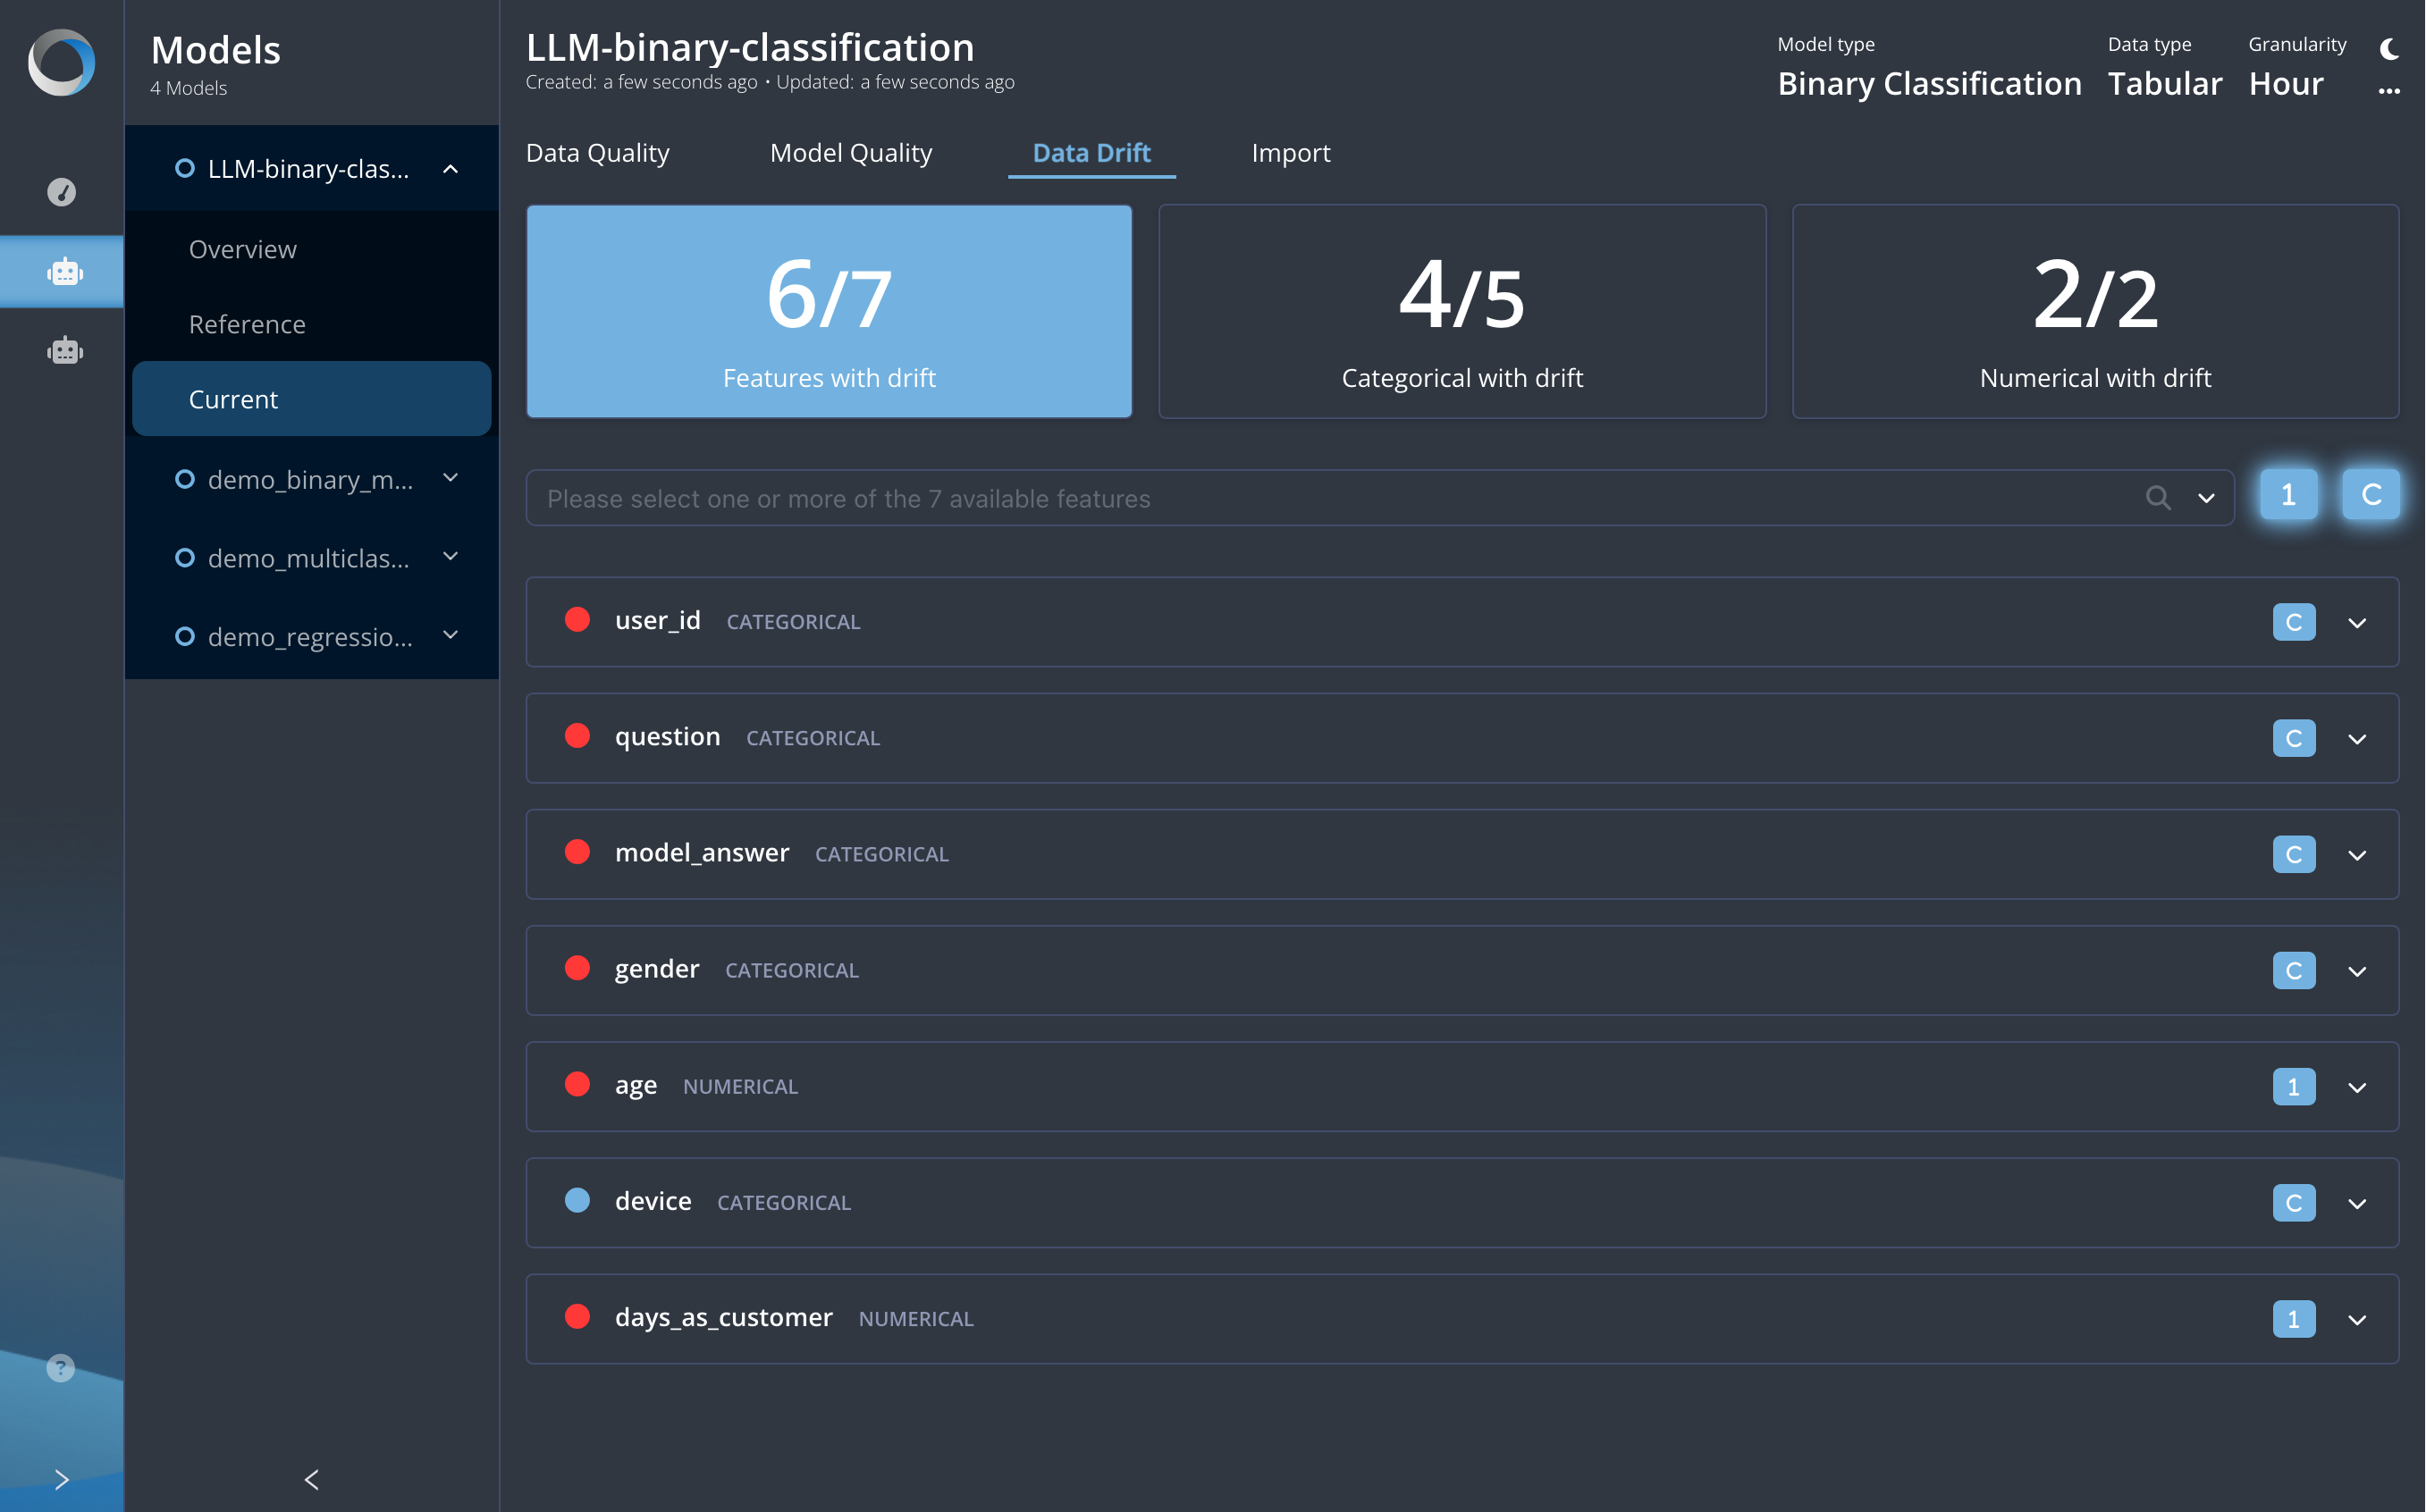 Models
4 Models
LLM-binary-clas...
Overview
Reference
Current
demo_binary_m...
demo_multiclas...
demo_regressio...
LLM-binary-classification
Created: a few seconds ago • Updated: a few seconds ago
Model type
Binary Classification
Data type
Tabular
Granularity
Hour
...
Data Quality
Model Quality
Data Drift
Import
6/7
Features with drift
4/5
Categorical with drift
2/2
Numerical with drift
Please select one or more of the 7 available features
1
C
user_id CATEGORICAL C
question CATEGORICAL C
model_answer CATEGORICAL C
gender CATEGORICAL C
age NUMERICAL 1
device CATEGORICAL C
days_as_customer NUMERICAL 1
?